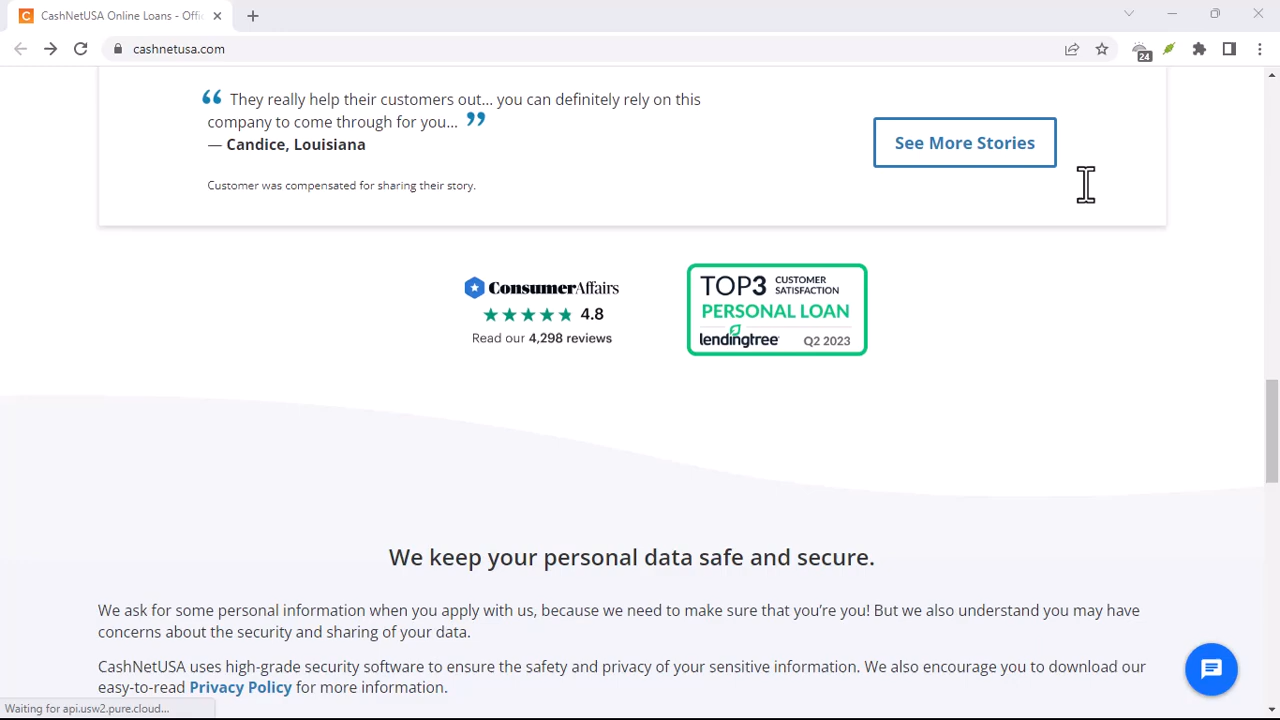 CashNetUSA Online Loans - Offic
cashnetusa.com
24
“ They really help their customers out... you can definitely rely on this
company to come through for you... ”
— Candice, Louisiana
See More Stories
Customer was compensated for sharing their story.
ConsumerAffairs
4.8
Read our 4,298 reviews
TOP3 CUSTOMER
SATISFACTION
PERSONAL LOAN
lendingtree Q2 2023
We keep your personal data safe and secure.
We ask for some personal information when you apply with us, because we need to make sure that you're you! But we also understand you may have
concerns about the security and sharing of your data.
CashNetUSA uses high-grade security software to ensure the safety and privacy of your sensitive information. We also encourage you to download our
easy-to-read Privacy Policy for more information.
Waiting for api.usw2.pure.cloud...